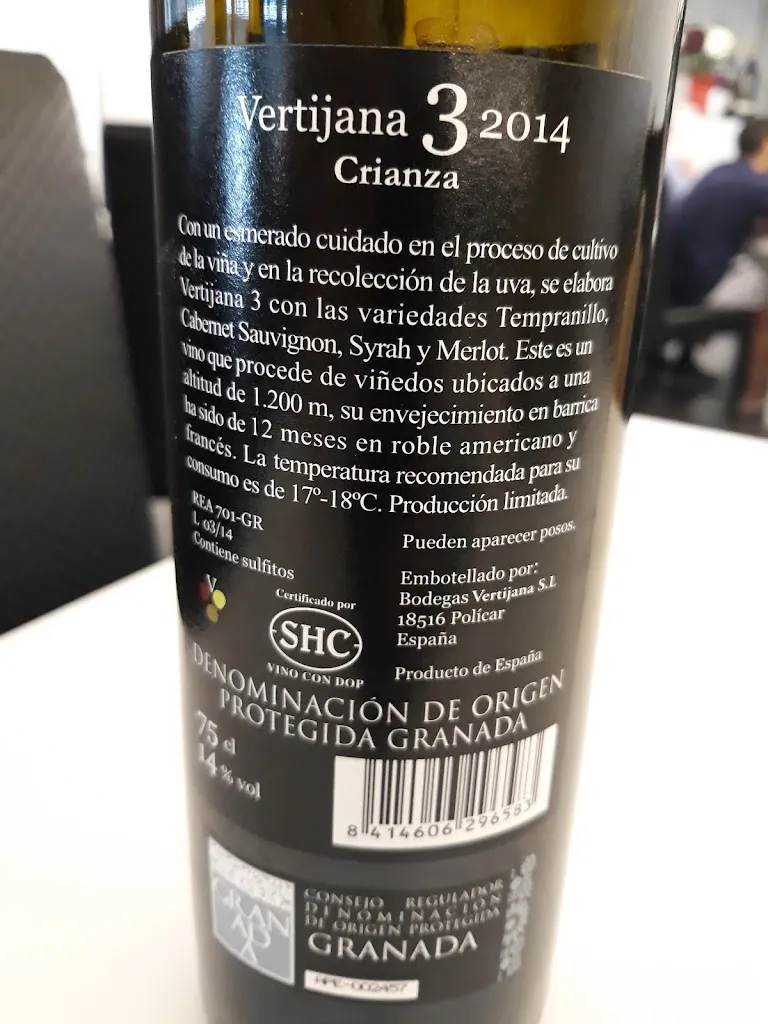 Vertijana 3 2014
Crianza
Con un esmerado cuidado en el proceso de cultivo
de la viña y en la recolección de la uva, se elabora
Vertijana 3 con las variedades Tempranillo,
Cabernet Sauvignon, Syrah y Merlot. Este es un
vino que procede de viñedos ubicados a una
altitud de 1.200 m, su envejecimiento en barrica
ha sido de 12 meses en roble americano y
francés. La temperatura recomendada para su
consumo es de 17º-18ºC. Producción limitada.
REA 701-GR
L 03/14
Contiene sulfitos
Pueden aparecer posos.
Embotellado por:
Bodegas Vertijana S.L
18516 Polícar
España
Producto de España
V
Certificado por
SHC
VINO CON DOP
DENOMINACIÓN DE ORIGEN
PROTEGIDA GRANADA
75 cl
14 % vol
8 414606 296583
GRANADA
CONSEJO REGULADOR
DENOMINACIÓN
DE ORIGEN PROTEGIDA
GRANADA